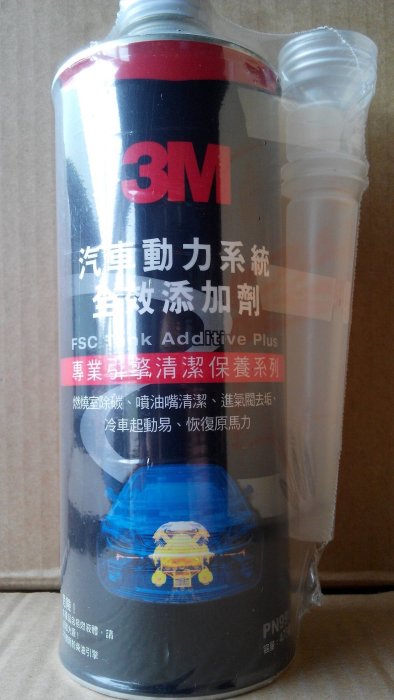 3M
汽車動力系統
全效添加劑
FSC Tank Additive Plus
專業引擎清潔保養系列
燃燒室除碳、噴油嘴清潔、進氣閥去垢、
冷車起動易、恢復原馬力